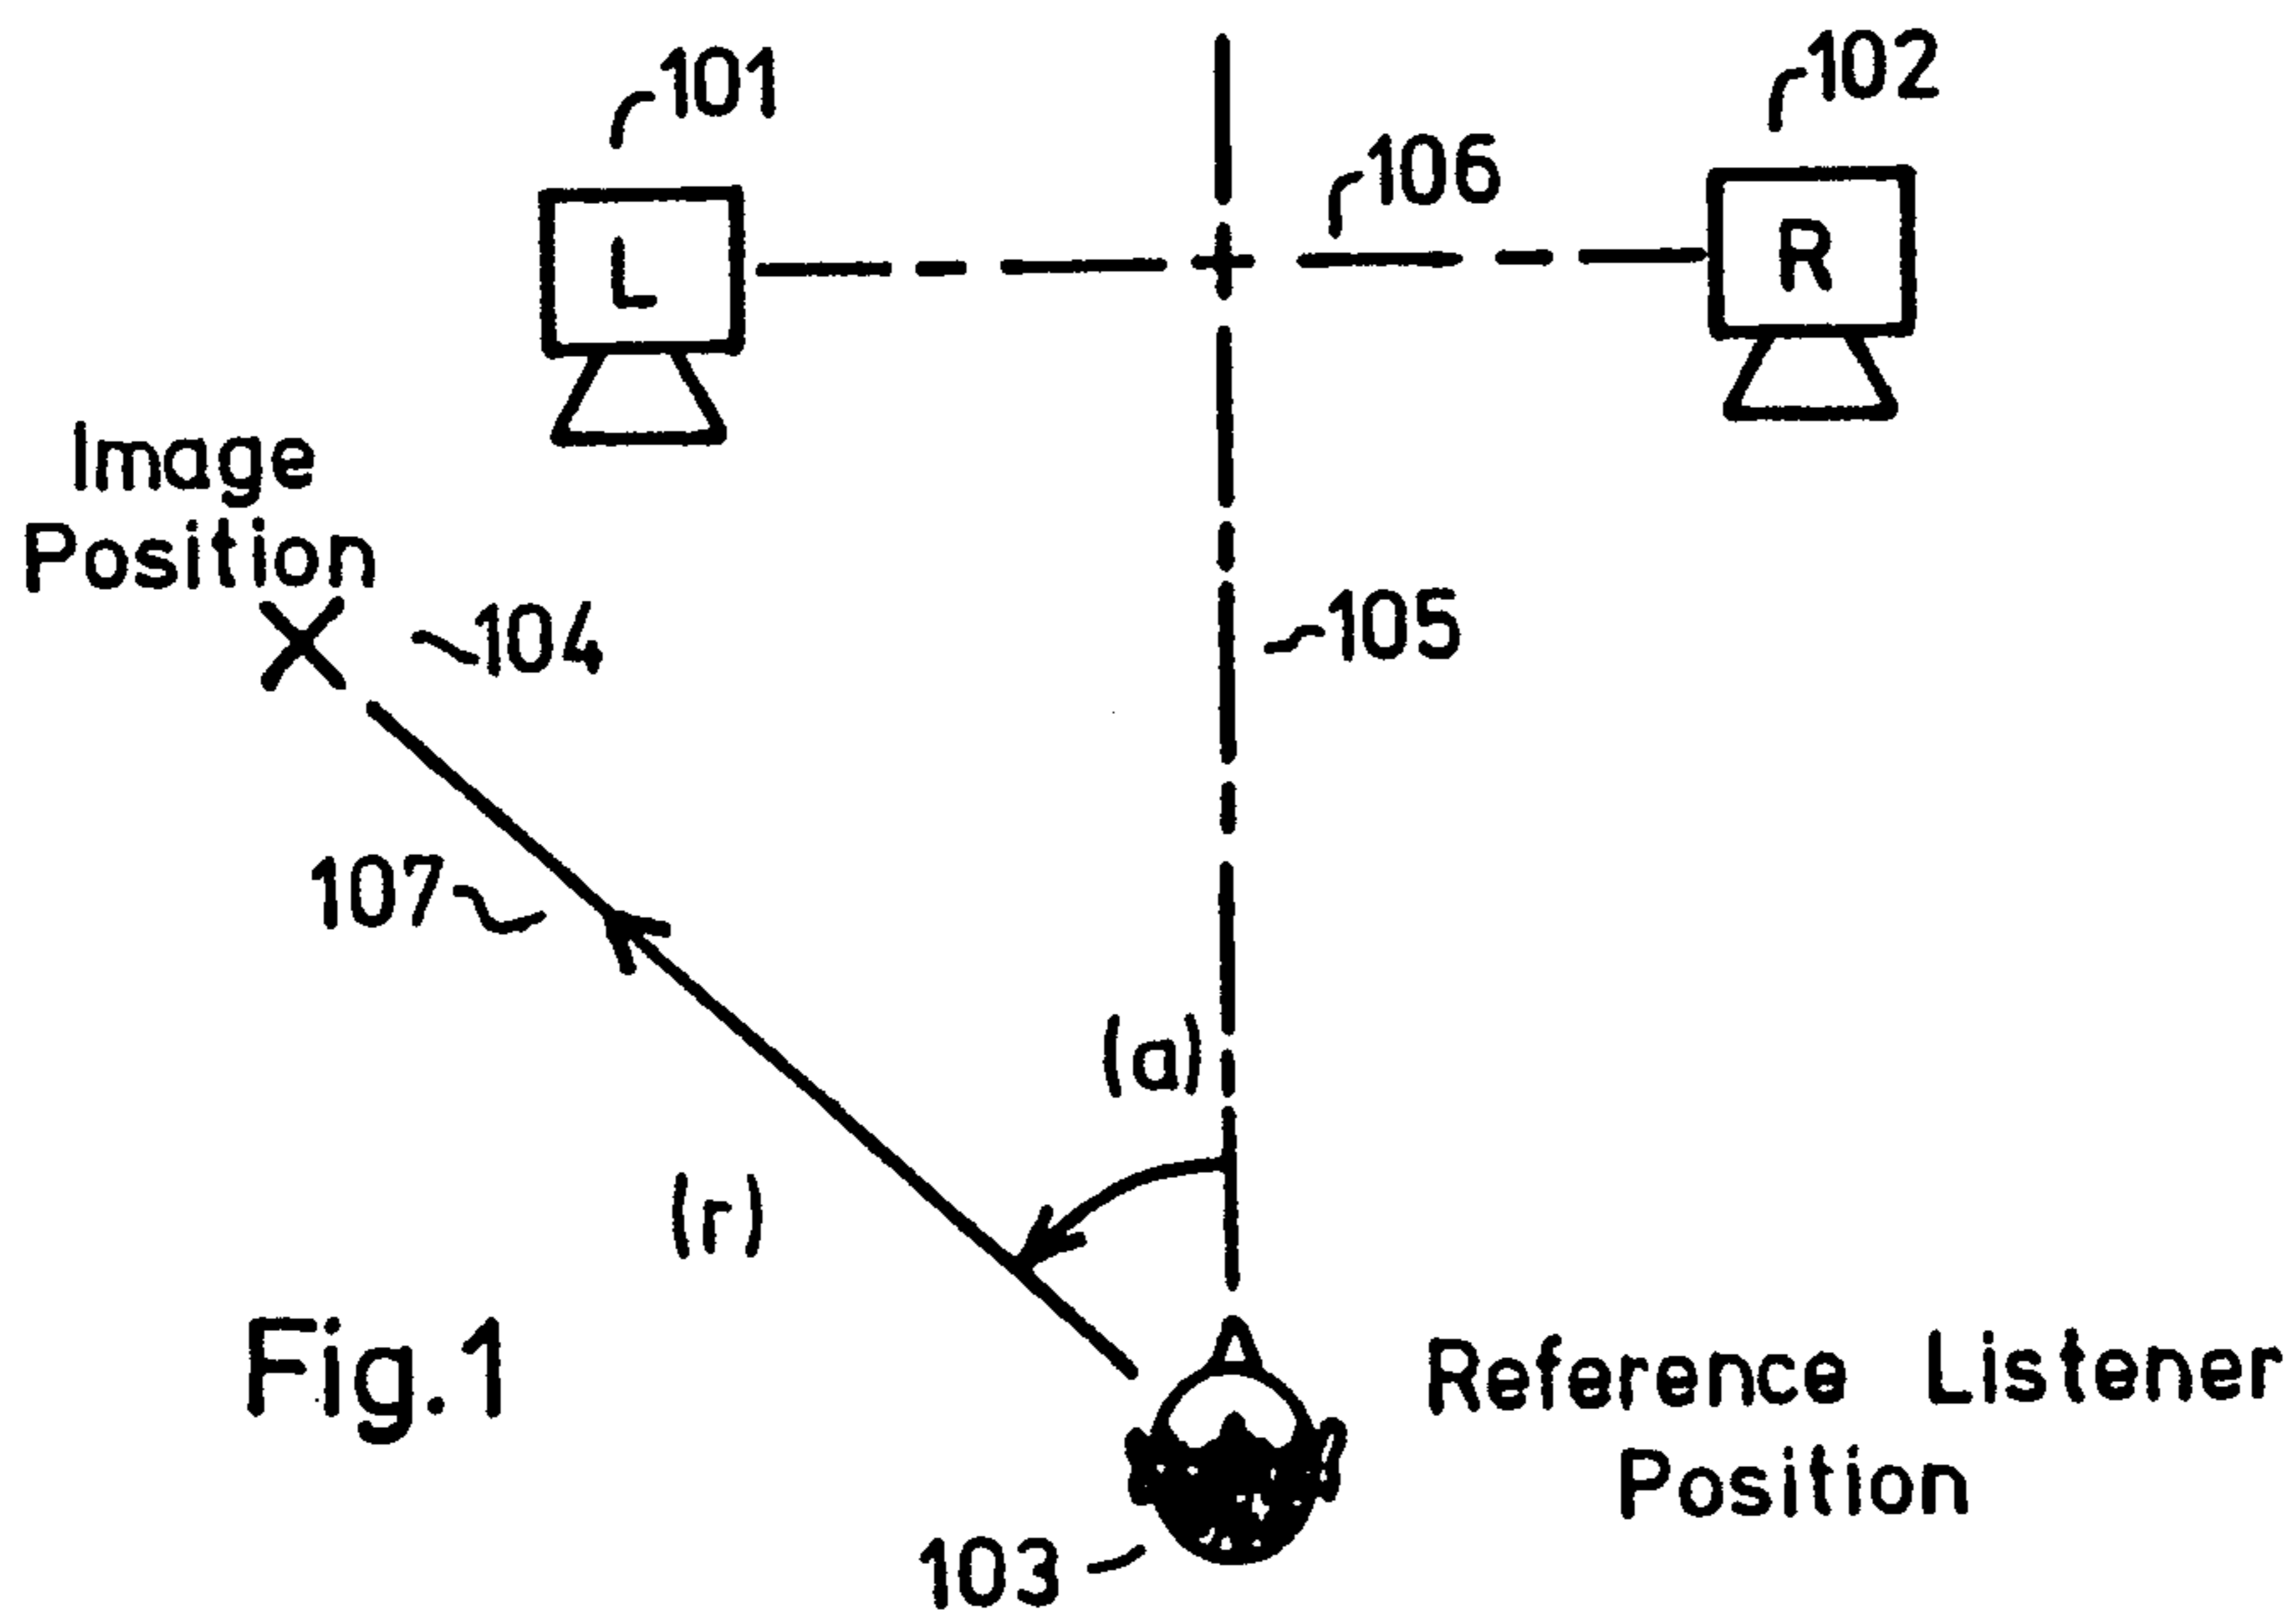 101
102
106
L
R
Image
Position
104
105
107
(a)
(r)
Fig.1
Reference Listener
Position
103